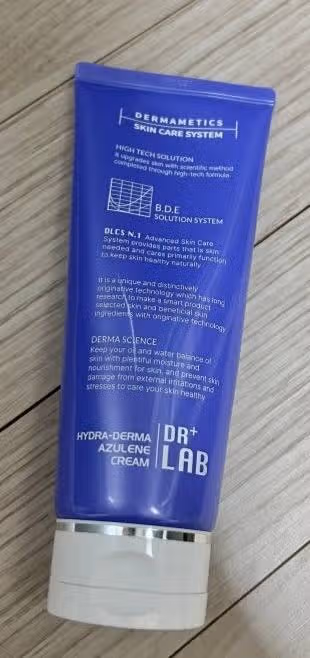 DERMAMETICS
SKIN CARE SYSTEM
HIGH TECH SOLUTION
It upgrades skin with scientific method
completed through high-tech formula
B.D.E
SOLUTION SYSTEM
DLCS N.1 Advanced Skin Care
System provides parts that is skin
needed and cares primarily function
to keep skin healthy naturally
It is a unique and distinctively
originative technology which has long
research to make a smart product
selected skin and beneficial skin
ingredients with originative technology
DERMA SCIENCE
Keep your oil and water balance of
skin with plentiful moisture and
nourishment for skin, and prevent skin
damage from external irritations and
stresses to care your skin healthy
HYDRA-DERMA
AZULENE
CREAM
DR+
LAB